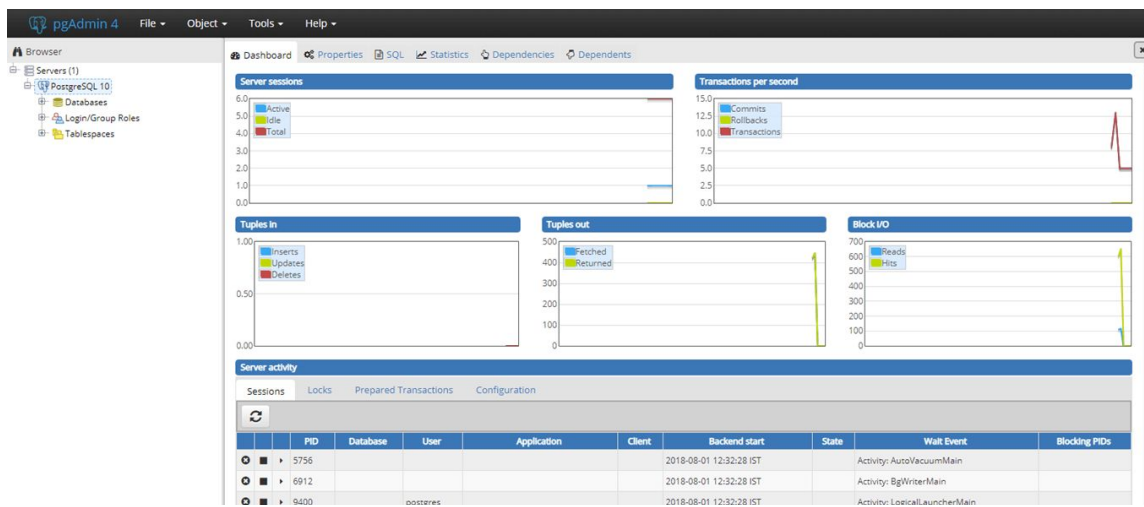 pgAdmin 4 File Object Tools Help
Browser
Servers (1)
PostgreSQL 10
Databases
Login/Group Roles
Tablespaces
Dashboard Properties SQL Statistics Dependencies Dependents
Server sessions
6.0
5.0
4.0
3.0
2.0
1.0
0.0
Active
Idle
Total
Transactions per second
15.0
12.5
10.0
7.5
5.0
2.5
0.0
Commits
Rollbacks
Transactions
Tuples in
1.00
0.50
0.00
Inserts
Updates
Deletes
Tuples out
500
400
300
200
100
0
Fetched
Returned
Block I/O
700
600
500
400
300
200
100
0
Reads
Hits
Server activity
Sessions Locks Prepared Transactions Configuration
PID Database User Application Client Backend start State Wait Event Blocking PIDs
5756 2018-08-01 12:32:28 IST Activity: AutoVacuumMain
6912 2018-08-01 12:32:28 IST Activity: BgWriterMain
9400 postgres 2018-08-01 12:32:28 IST Activity: LogicalLauncherMain